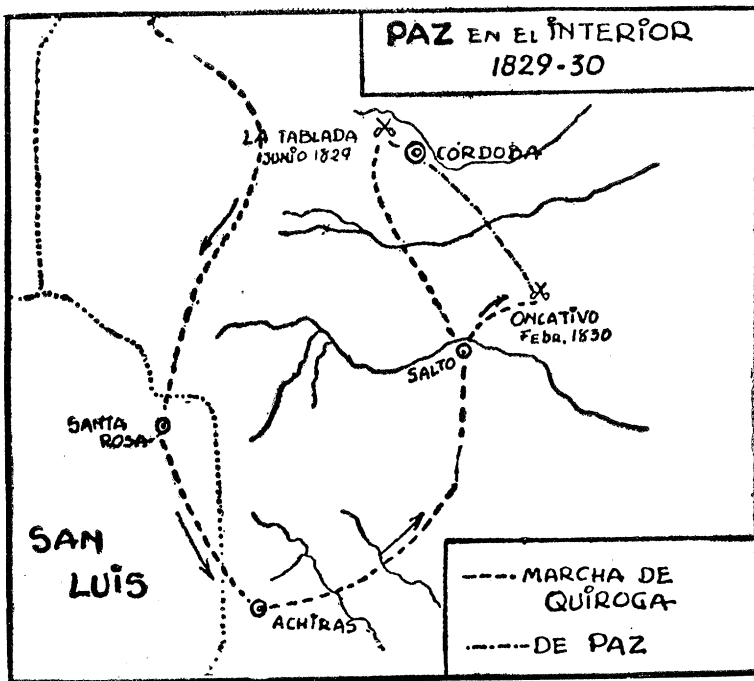 PAZ EN EL INTERIOR
1829-30
LA TABLADA
JUNIO 1829
CÓRDOBA
ONCATIVO
FEBR. 1830
SALTO
SANTA
ROSA
SAN
LUIS
ACHIRAS
MARCHA DE
QUIROGA
DE PAZ